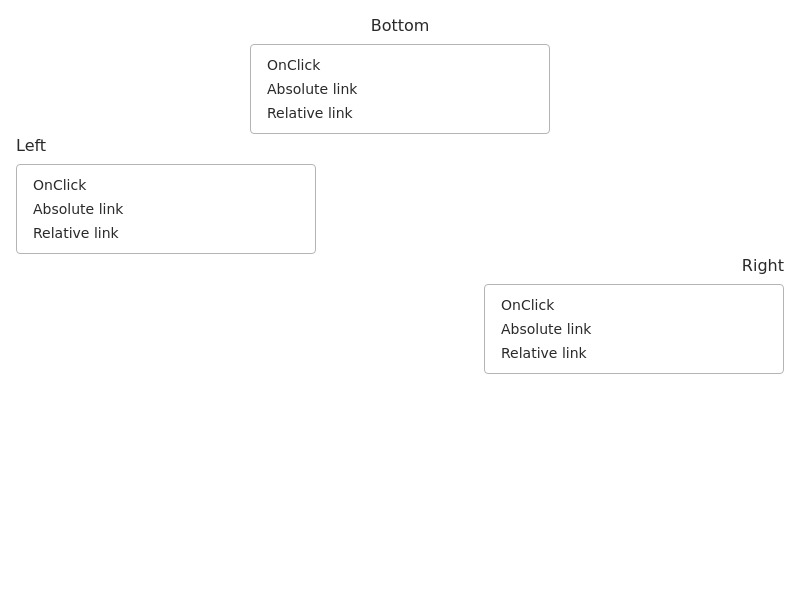 Bottom
OnClick
Absolute link
Relative link
Left
OnClick
Absolute link
Relative link
Right
OnClick
Absolute link
Relative link